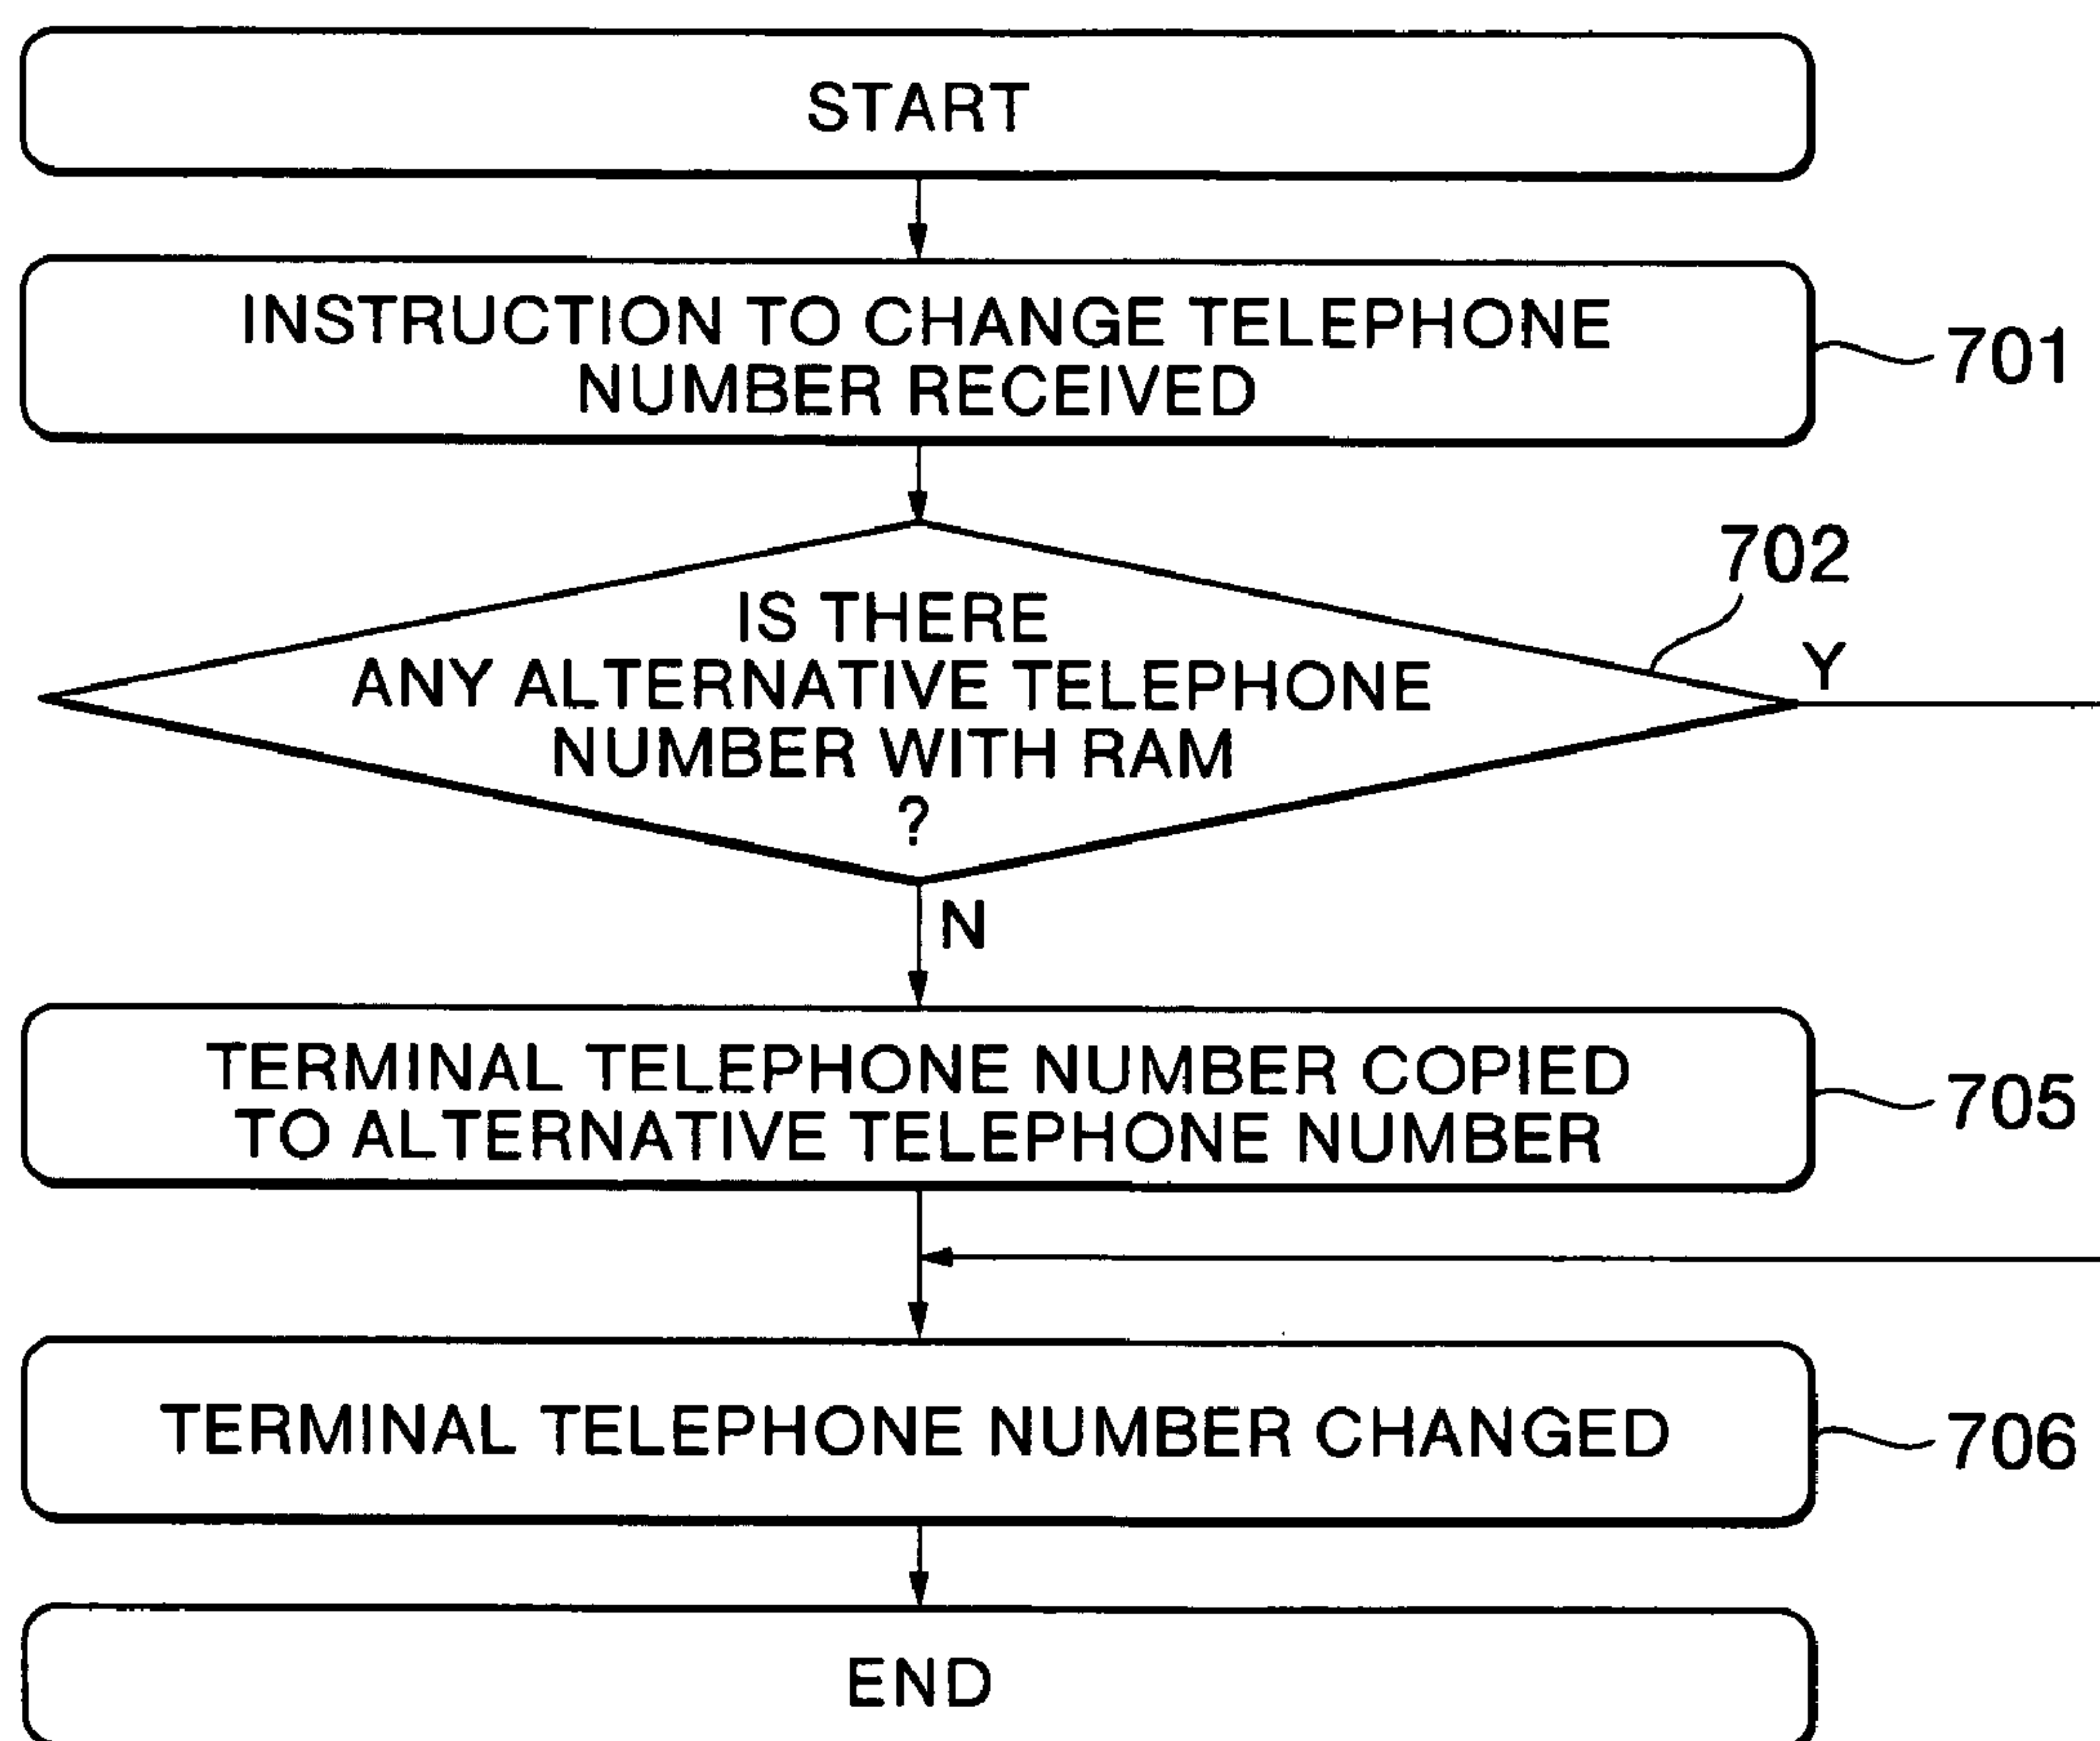 START
INSTRUCTION TO CHANGE TELEPHONE
NUMBER RECEIVED
701
702
IS THERE
ANY ALTERNATIVE TELEPHONE
NUMBER WITH RAM
?
Y
N
TERMINAL TELEPHONE NUMBER COPIED
TO ALTERNATIVE TELEPHONE NUMBER
705
TERMINAL TELEPHONE NUMBER CHANGED
706
END